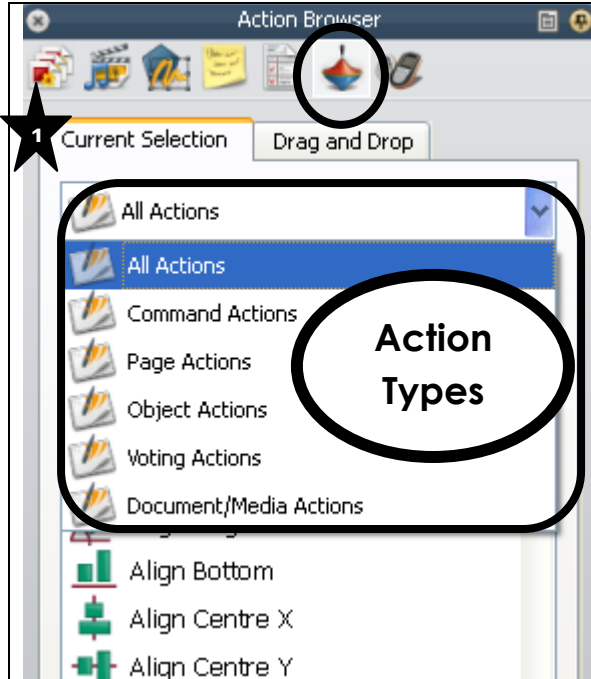 Action Browser
1
Current Selection
Drag and Drop
All Actions
All Actions
Command Actions
Page Actions
Object Actions
Voting Actions
Document/Media Actions
Action
Types
Align Bottom
Align Centre X
Align Centre Y